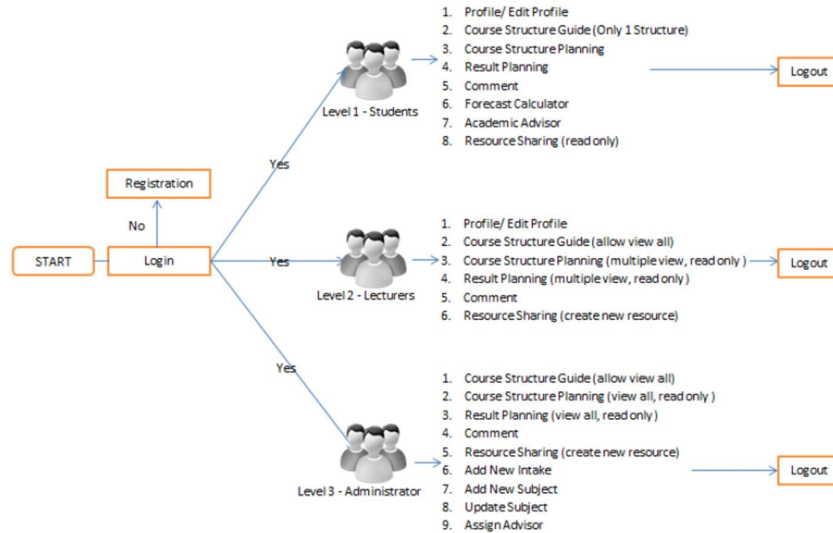 START
Login
No
Registration
Yes
Level 1 - Students
1. Profile/ Edit Profile
2. Course Structure Guide (Only 1 Structure)
3. Course Structure Planning
4. Result Planning
5. Comment
6. Forecast Calculator
7. Academic Advisor
8. Resource Sharing (read only)
Logout
Yes
Level 2 - Lecturers
1. Profile/ Edit Profile
2. Course Structure Guide (allow view all)
3. Course Structure Planning (multiple view, read only )
4. Result Planning (multiple view, read only )
5. Comment
6. Resource Sharing (create new resource)
Logout
Yes
Level 3 - Administrator
1. Course Structure Guide (allow view all)
2. Course Structure Planning (view all, read only )
3. Result Planning (view all, read only )
4. Comment
5. Resource Sharing (create new resource)
6. Add New Intake
7. Add New Subject
8. Update Subject
9. Assign Advisor
Logout